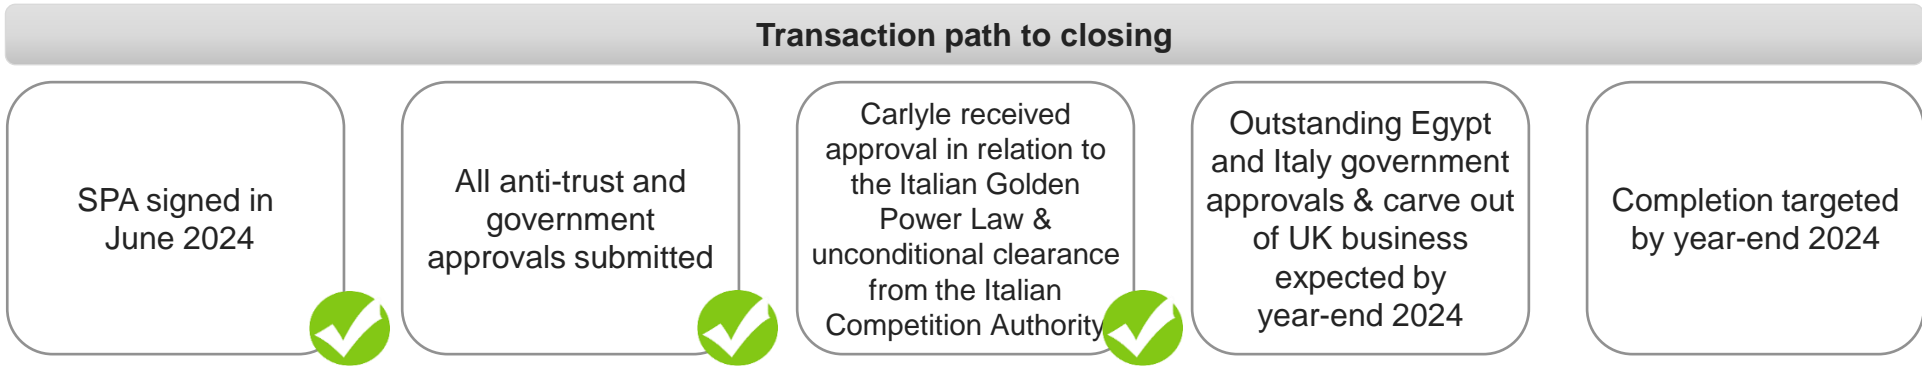 Transaction path to closing
SPA signed in
June 2024
All anti-trust and
government
approvals submitted
Carlyle received
approval in relation to
the Italian Golden
Power Law &
unconditional clearance
from the Italian
Competition Authority
Outstanding Egypt
and Italy government
approvals & carve out
of UK business
expected by
year-end 2024
Completion targeted
by year-end 2024